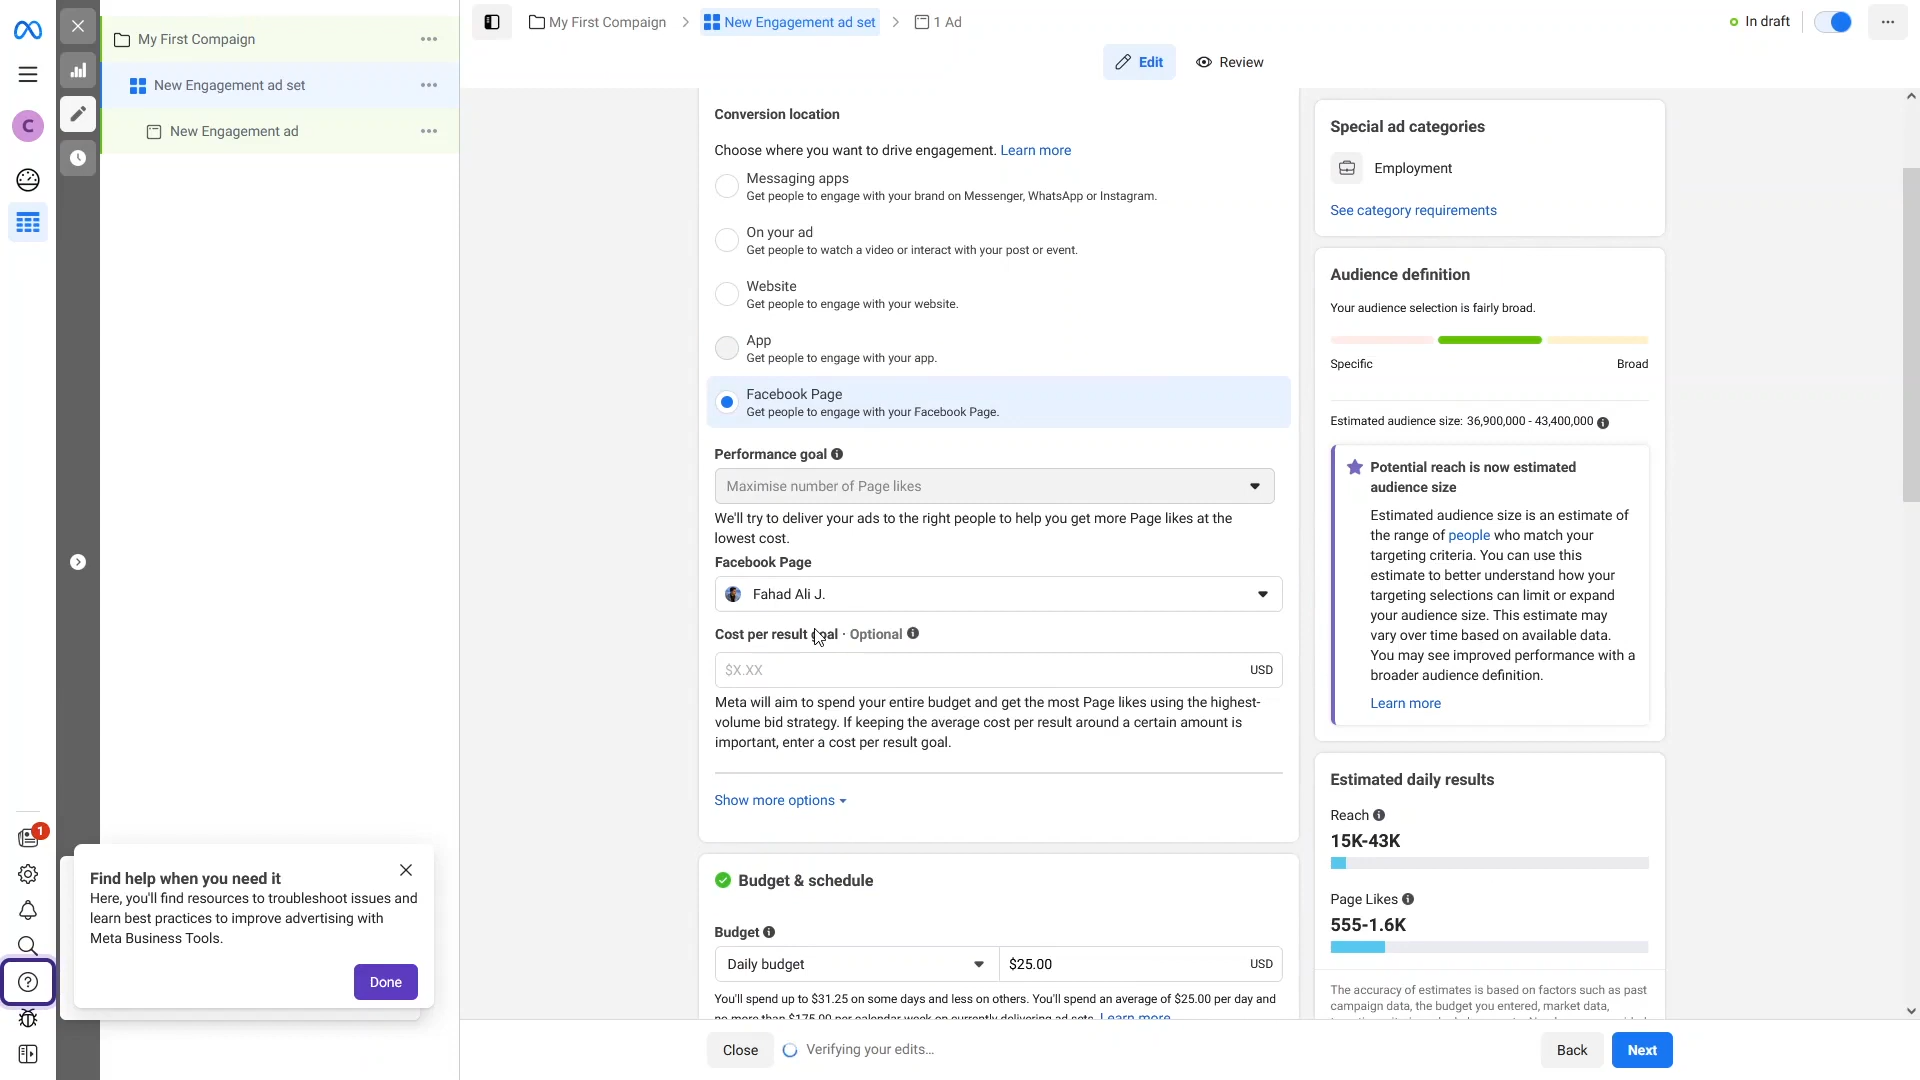 My First Compaign
New Engagement ad set
New Engagement ad
My First Compaign
New Engagement ad set
1 Ad
In draft
Edit
Review
C
Conversion location
Choose where you want to drive engagement. Learn more
Messaging apps
Get people to engage with your brand on Messenger, WhatsApp or Instagram.
On your ad
Get people to watch a video or interact with your post or event.
Website
Get people to engage with your website.
App
Get people to engage with your app.
Facebook Page
Get people to engage with your Facebook Page.
Performance goal
Maximise number of Page likes
We'll try to deliver your ads to the right people to help you get more Page likes at the
lowest cost.
Facebook Page
Fahad Ali J.
Cost per result goal · Optional
$X.XX USD
Meta will aim to spend your entire budget and get the most Page likes using the highest-
volume bid strategy. If keeping the average cost per result around a certain amount is
important, enter a cost per result goal.
Show more options
Budget & schedule
Budget
Daily budget $25.00 USD
You'll spend up to $31.25 on some days and less on others. You'll spend an average of $25.00 per day and
no more than $175.00 per calendar week on currently delivering ad sets. Learn more
Special ad categories
Employment
See category requirements
Audience definition
Your audience selection is fairly broad.
Specific Broad
Estimated audience size: 36,900,000 - 43,400,000
Potential reach is now estimated
audience size
Estimated audience size is an estimate of
the range of people who match your
targeting criteria. You can use this
estimate to better understand how your
targeting selections can limit or expand
your audience size. This estimate may
vary over time based on available data.
You may see improved performance with a
broader audience definition.
Learn more
Estimated daily results
Reach
15K-43K
Page Likes
555-1.6K
The accuracy of estimates is based on factors such as past
campaign data, the budget you entered, market data,
1
Find help when you need it
Here, you'll find resources to troubleshoot issues and
learn best practices to improve advertising with
Meta Business Tools.
Done
Close
Verifying your edits...
Back
Next